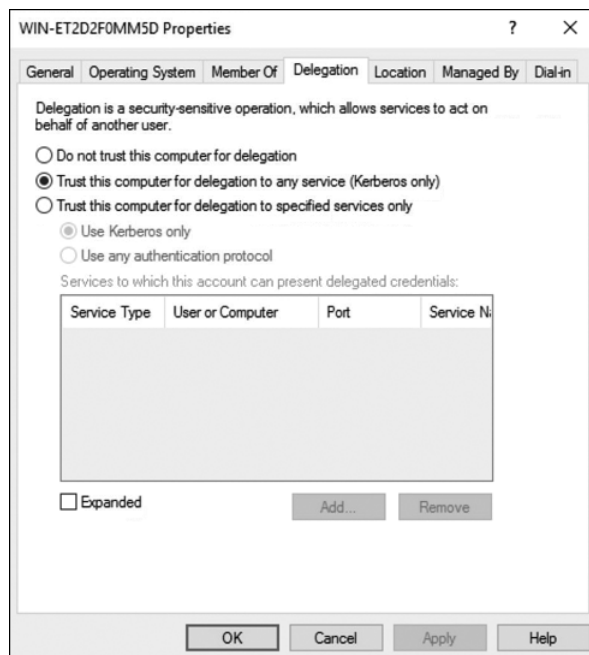 WIN-ET2D2F0MM5D Properties
? X
General Operating System Member Of Delegation Location Managed By Dial-in
Delegation is a security-sensitive operation, which allows services to act on
behalf of another user.
Do not trust this computer for delegation
Trust this computer for delegation to any service (Kerberos only)
Trust this computer for delegation to specified services only
Use Kerberos only
Use any authentication protocol
Services to which this account can present delegated credentials:
Service Type User or Computer Port Service Na
Expanded Add... Remove
OK Cancel Apply Help